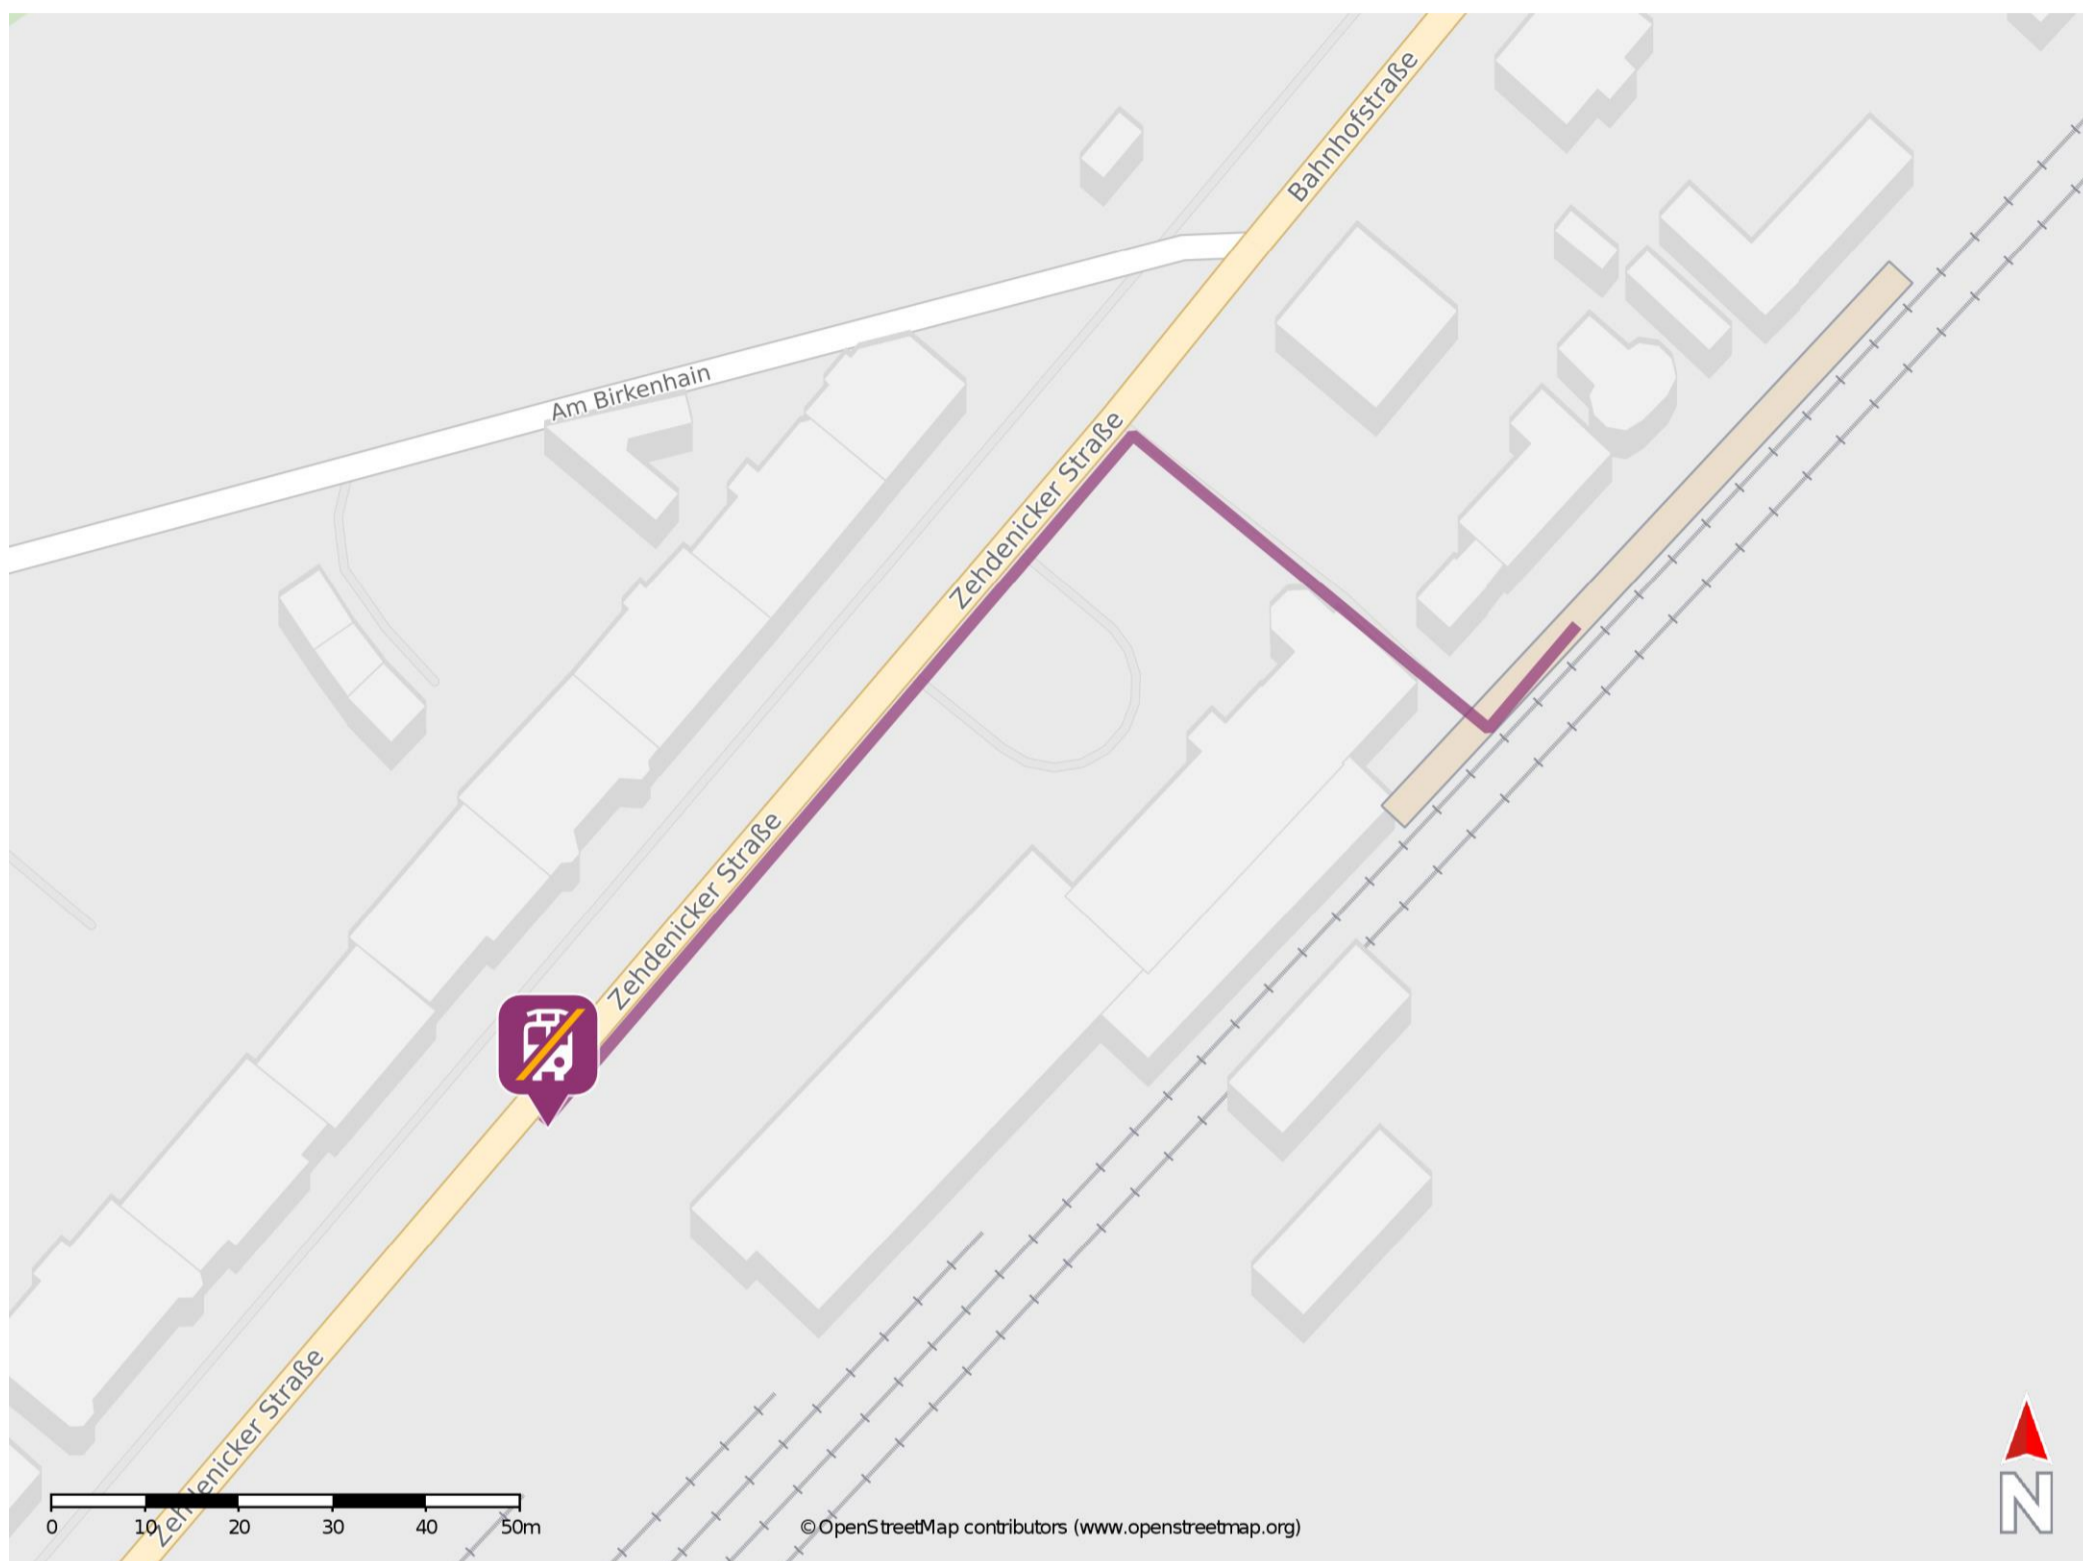 Bahnhofstraße
Am Birkenhain
Zehdenicker Straße
Zehdenicker Straße
Zehdenicker Straße
0 10 20 30 40 50m
©OpenStreetMap contributors (www.openstreetmap.org)
N